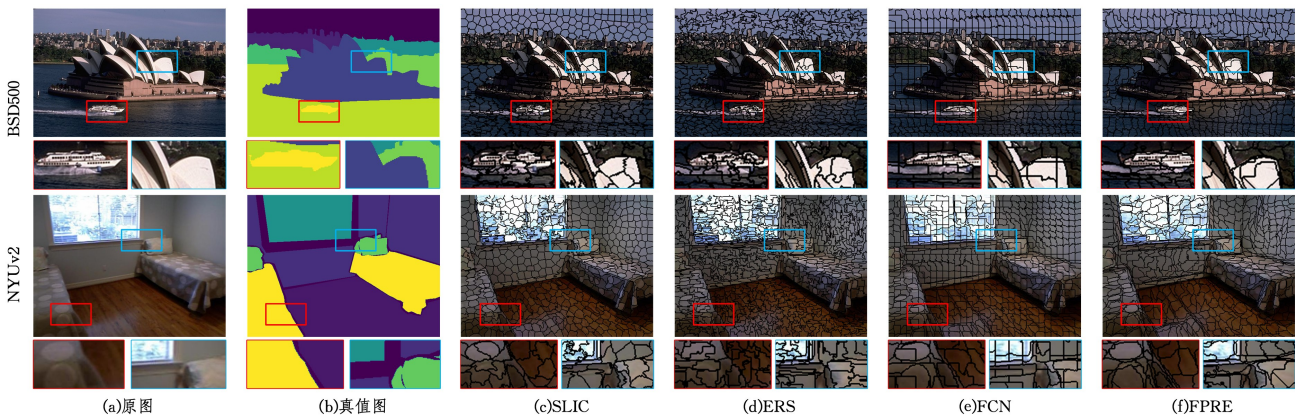 BSD500
NYUv2
(a)原图
(b)真值图
(c)SLIC
(d)ERS
(e)FCN
(f)FPRE